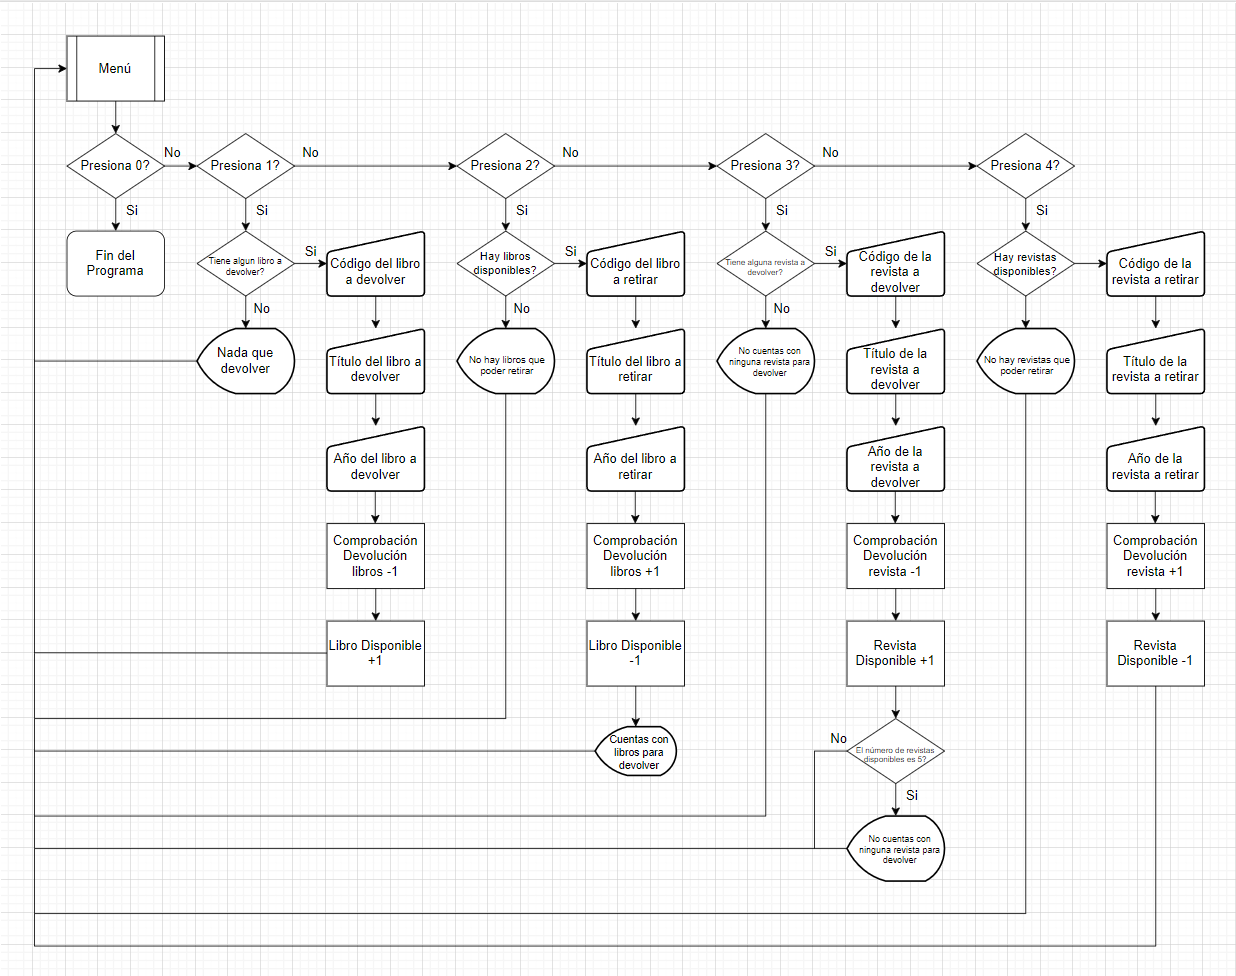 Menú
Presiona 0?
No
Presiona 1?
No
Presiona 2?
No
Presiona 3?
No
Presiona 4?
Si
Si
Si
Si
Si
Fin del
Programa
Tiene algun libro a
devolver?
Si
Código del libro
a devolver
Hay libros
disponibles?
Si
Código del libro
a retirar
Tiene alguna revista a
devolver?
Si
Código de la
revista a
devolver
Hay revistas
disponibles?
Código de la
revista a retirar
No
No
No
Nada que
devolver
Título del libro a
devolver
No hay libros que
poder retirar
Título del libro a
retirar
No cuentas con
ninguna revista para
devolver
Título de la
revista a
devolver
No hay revistas que
poder retirar
Título de la
revista a retirar
Año del libro a
devolver
Año del libro a
retirar
Año de la
revista a
devolver
Año de la
revista a retirar
Comprobación
Devolución
libros -1
Comprobación
Devolución
libros +1
Comprobación
Devolución
revista -1
Comprobación
Devolución
revista +1
Libro Disponible
+1
Libro Disponible
-1
Revista
Disponible +1
Revista
Disponible -1
Cuentas con
libros para
devolver
No
El número de revistas
disponibles es 5?
Si
No cuentas con
ninguna revista para
devolver